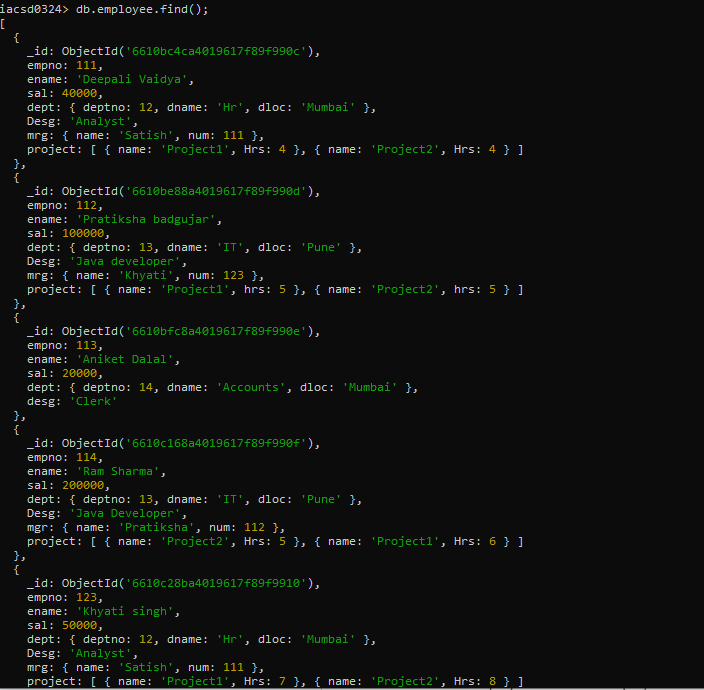 iacsd0324> db.employee.find();
[
  {
    _id: ObjectId('6610bc4ca4019617f89f990c'),
    empno: 111,
    ename: 'Deepali Vaidya',
    sal: 40000,
    dept: { deptno: 12, dname: 'Hr', dloc: 'Mumbai' },
    Desg: 'Analyst',
    mrg: { name: 'Satish', num: 111 },
    project: [ { name: 'Project1', Hrs: 4 }, { name: 'Project2', Hrs: 4 } ]
  },
  {
    _id: ObjectId('6610be88a4019617f89f990d'),
    empno: 112,
    ename: 'Pratiksha badgujar',
    sal: 100000,
    dept: { deptno: 13, dname: 'IT', dloc: 'Pune' },
    Desg: 'Java developer',
    mrg: { name: 'Khyati', num: 123 },
    project: [ { name: 'Project1', hrs: 5 }, { name: 'Project2', hrs: 5 } ]
  },
  {
    _id: ObjectId('6610bfc8a4019617f89f990e'),
    empno: 113,
    ename: 'Aniket Dalal',
    sal: 20000,
    dept: { deptno: 14, dname: 'Accounts', dloc: 'Mumbai' },
    desg: 'Clerk'
  },
  {
    _id: ObjectId('6610c168a4019617f89f990f'),
    empno: 114,
    ename: 'Ram Sharma',
    sal: 200000,
    dept: { deptno: 13, dname: 'IT', dloc: 'Pune' },
    Desg: 'Java Developer',
    mgr: { name: 'Pratiksha', num: 112 },
    project: [ { name: 'Project2', Hrs: 5 }, { name: 'Project1', Hrs: 6 } ]
  },
  {
    _id: ObjectId('6610c28ba4019617f89f9910'),
    empno: 123,
    ename: 'Khyati singh',
    sal: 50000,
    dept: { deptno: 12, dname: 'Hr', dloc: 'Mumbai' },
    Desg: 'Analyst',
    mrg: { name: 'Satish', num: 111 },
    project: [ { name: 'Project1', Hrs: 7 }, { name: 'Project2', Hrs: 8 } ]